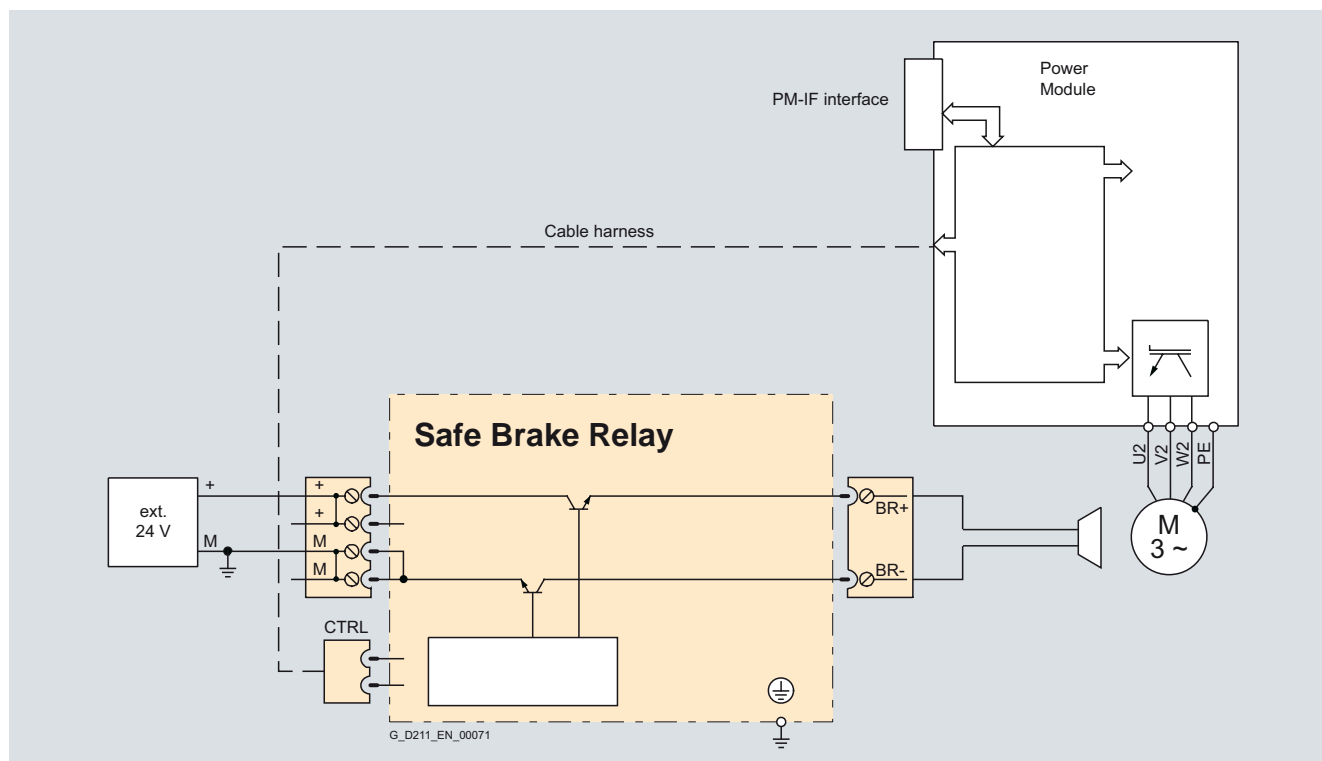 Power
Module
PM-IF interface
Cable harness
Safe Brake Relay
U2
V2
W2
PE
ext.
24 V
+
M
+
+
M
M
BR+
BR-
M
3 ~
CTRL
G_D211_EN_00071